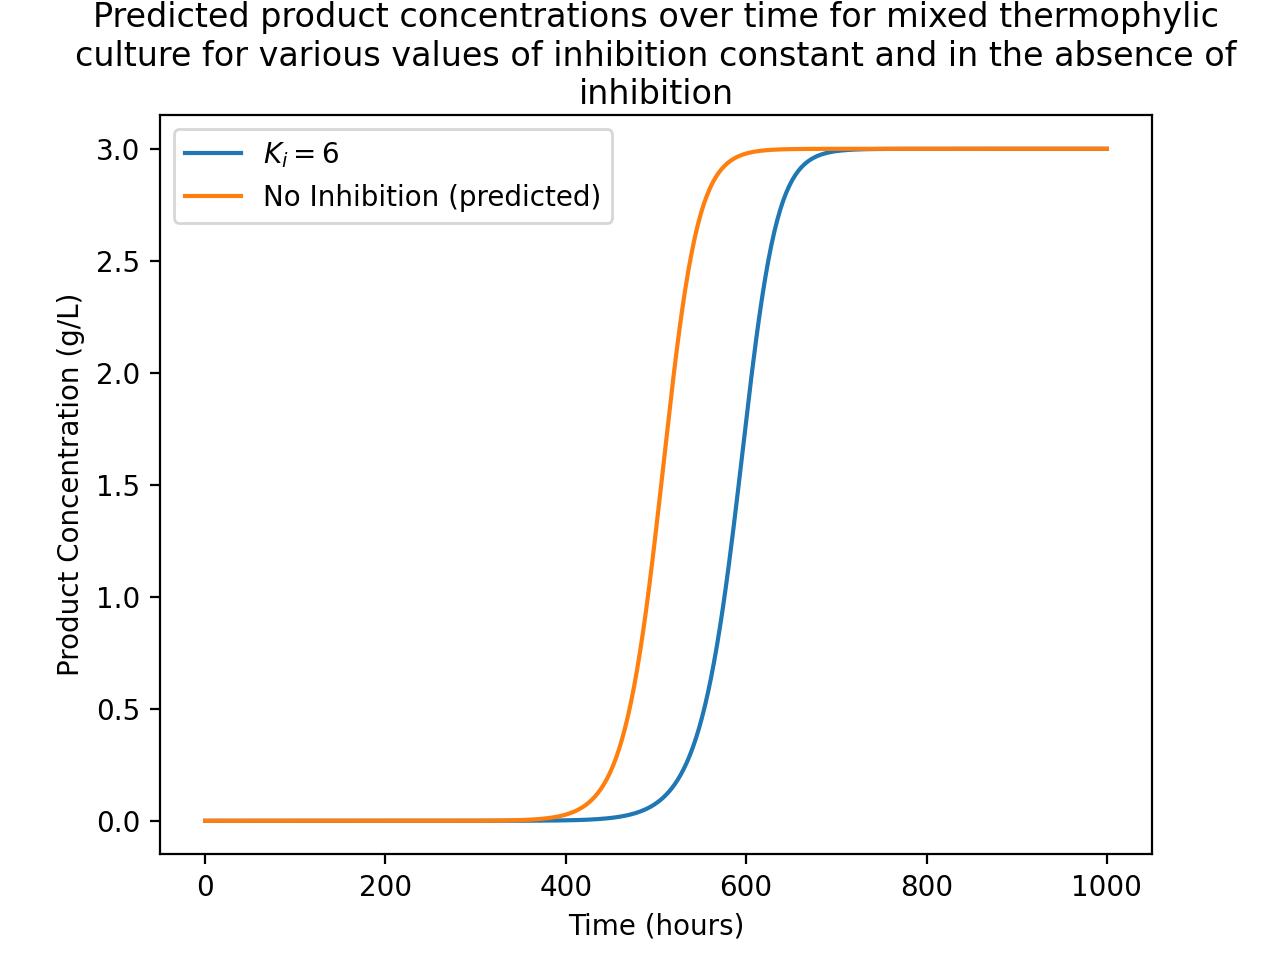 Predicted product concentrations over time for mixed thermophylic
culture for various values of inhibition constant and in the absence of
inhibition
K_i = 6
No Inhibition (predicted)
3.0
2.5
2.0
1.5
1.0
0.5
0.0
Product Concentration (g/L)
0 200 400 600 800 1000
Time (hours)